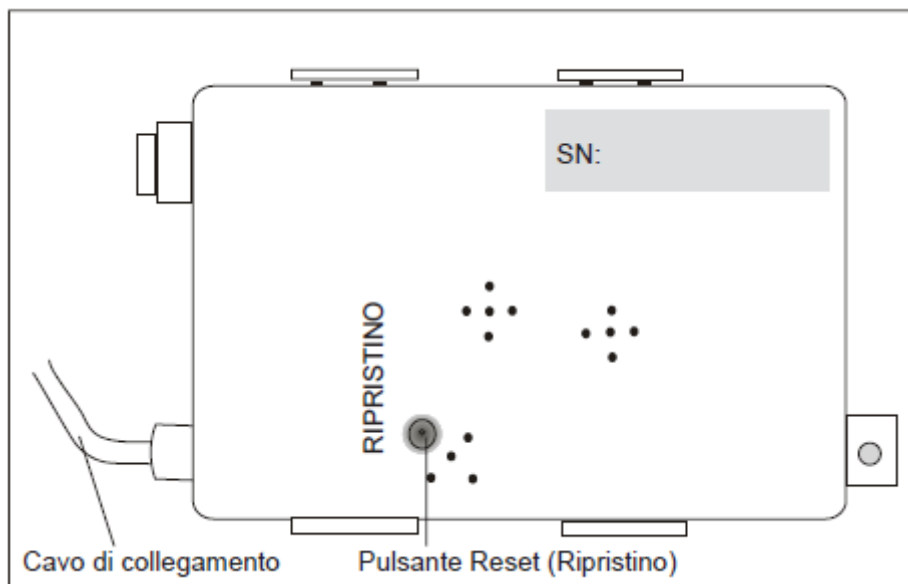 SN:
RIPRISTINO
Cavo di collegamento
Pulsante Reset (Ripristino)